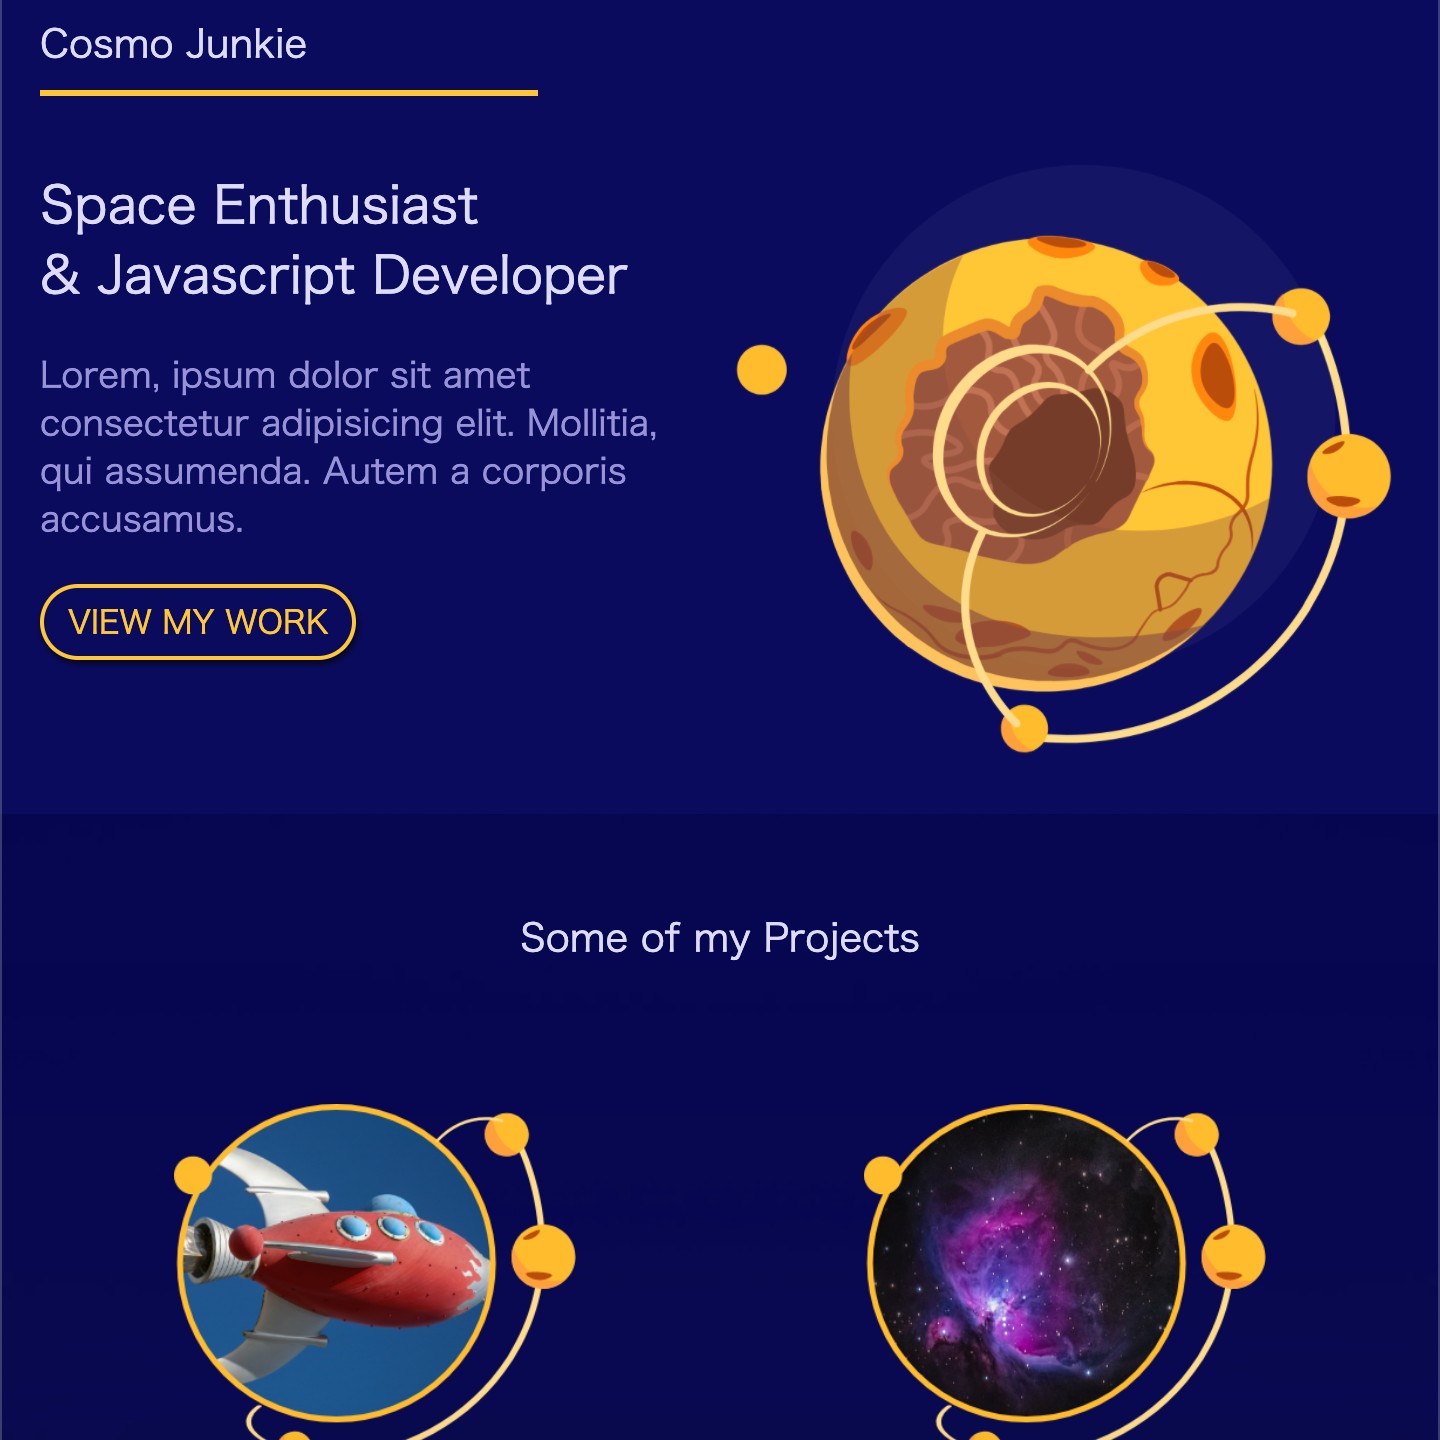 Cosmo Junkie
Space Enthusiast
& Javascript Developer
Lorem, ipsum dolor sit amet
consectetur adipisicing elit. Mollitia,
qui assumenda. Autem a corporis
accusamus.
VIEW MY WORK
Some of my Projects